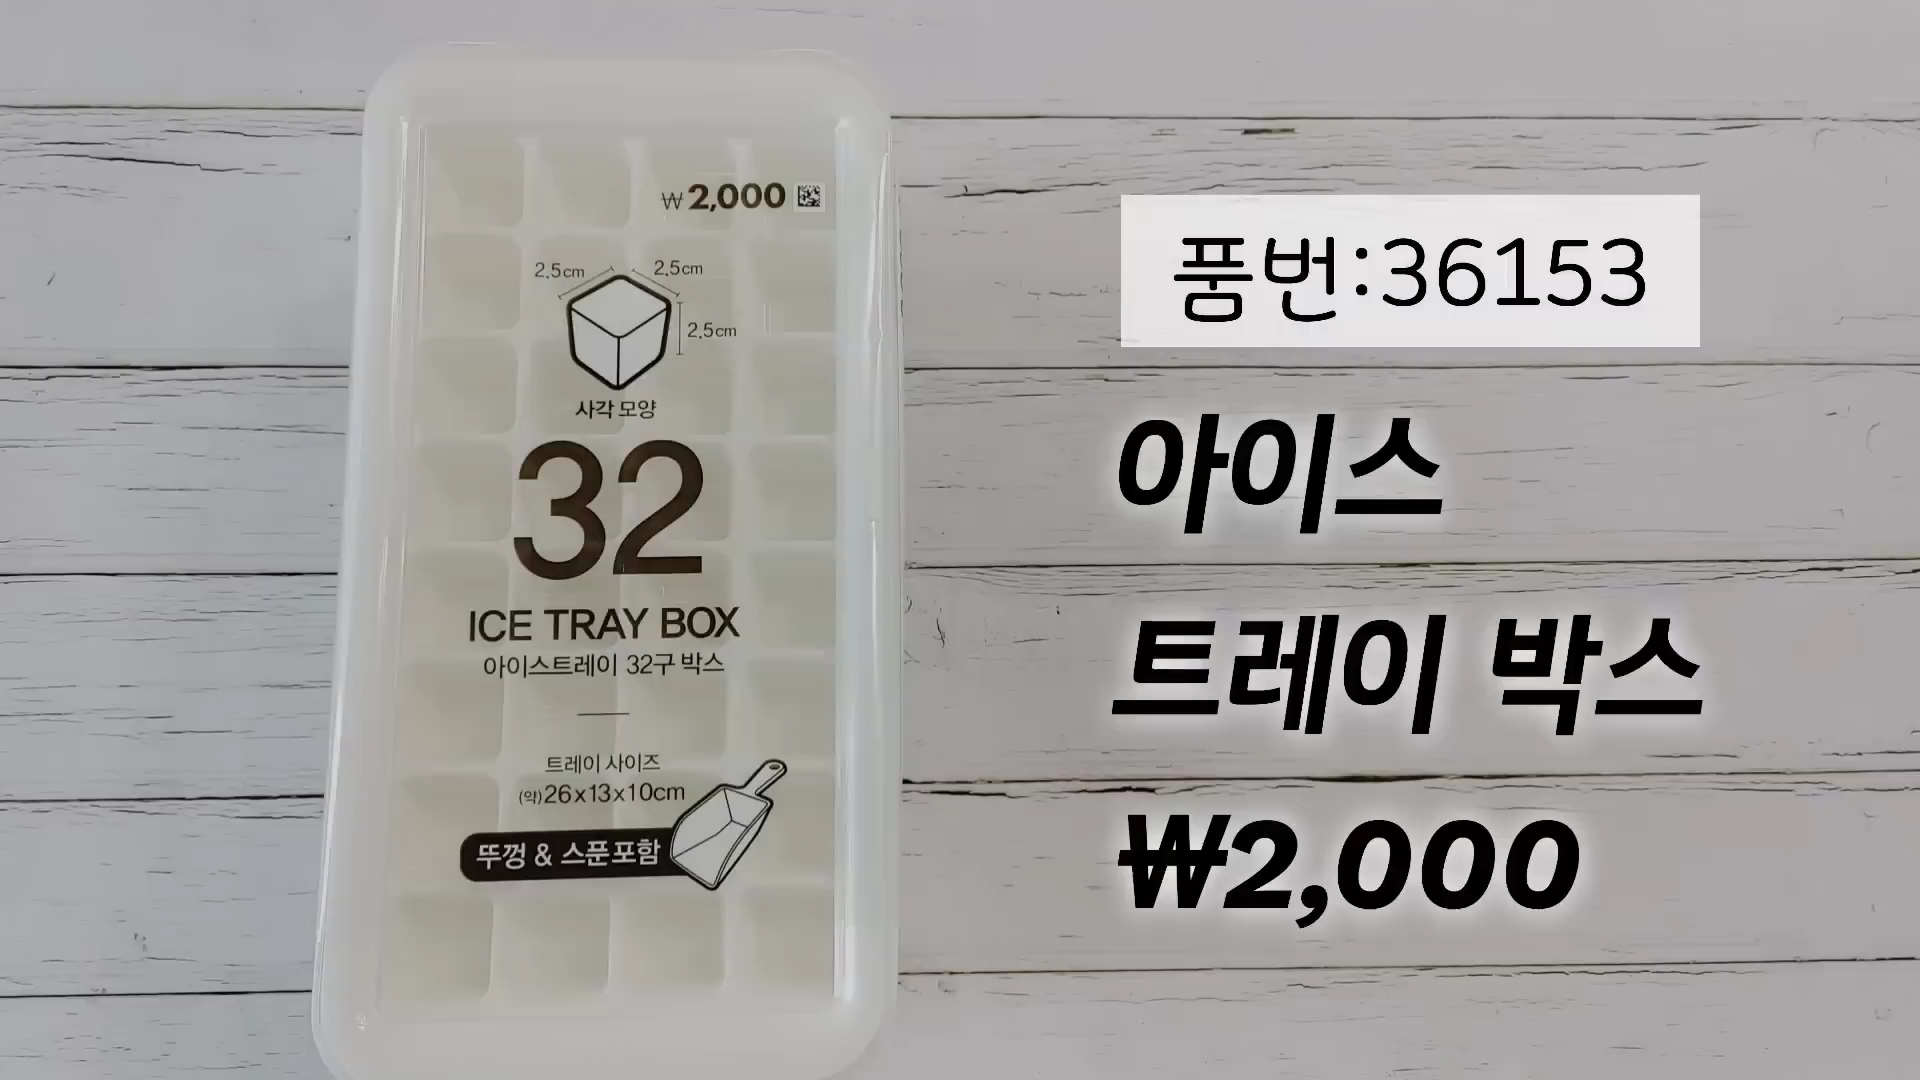 ₩2,000
2.5cm 2.5cm
2.5cm
사각 모양
32
ICE TRAY BOX
아이스트레이 32구 박스
트레이 사이즈
(약)26x13x10cm
뚜껑 & 스푼포함
품번:36153
아이스
트레이 박스
₩2,000